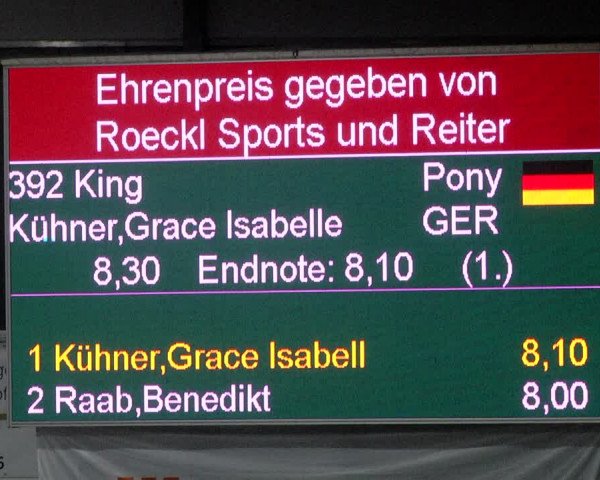 Ehrenpreis gegeben von
Roeckl Sports und Reiter
392 King Pony
Kühner,Grace Isabelle GER
8,30 Endnote: 8,10 (1.)
1 Kühner,Grace Isabell 8,10
2 Raab,Benedikt 8,00